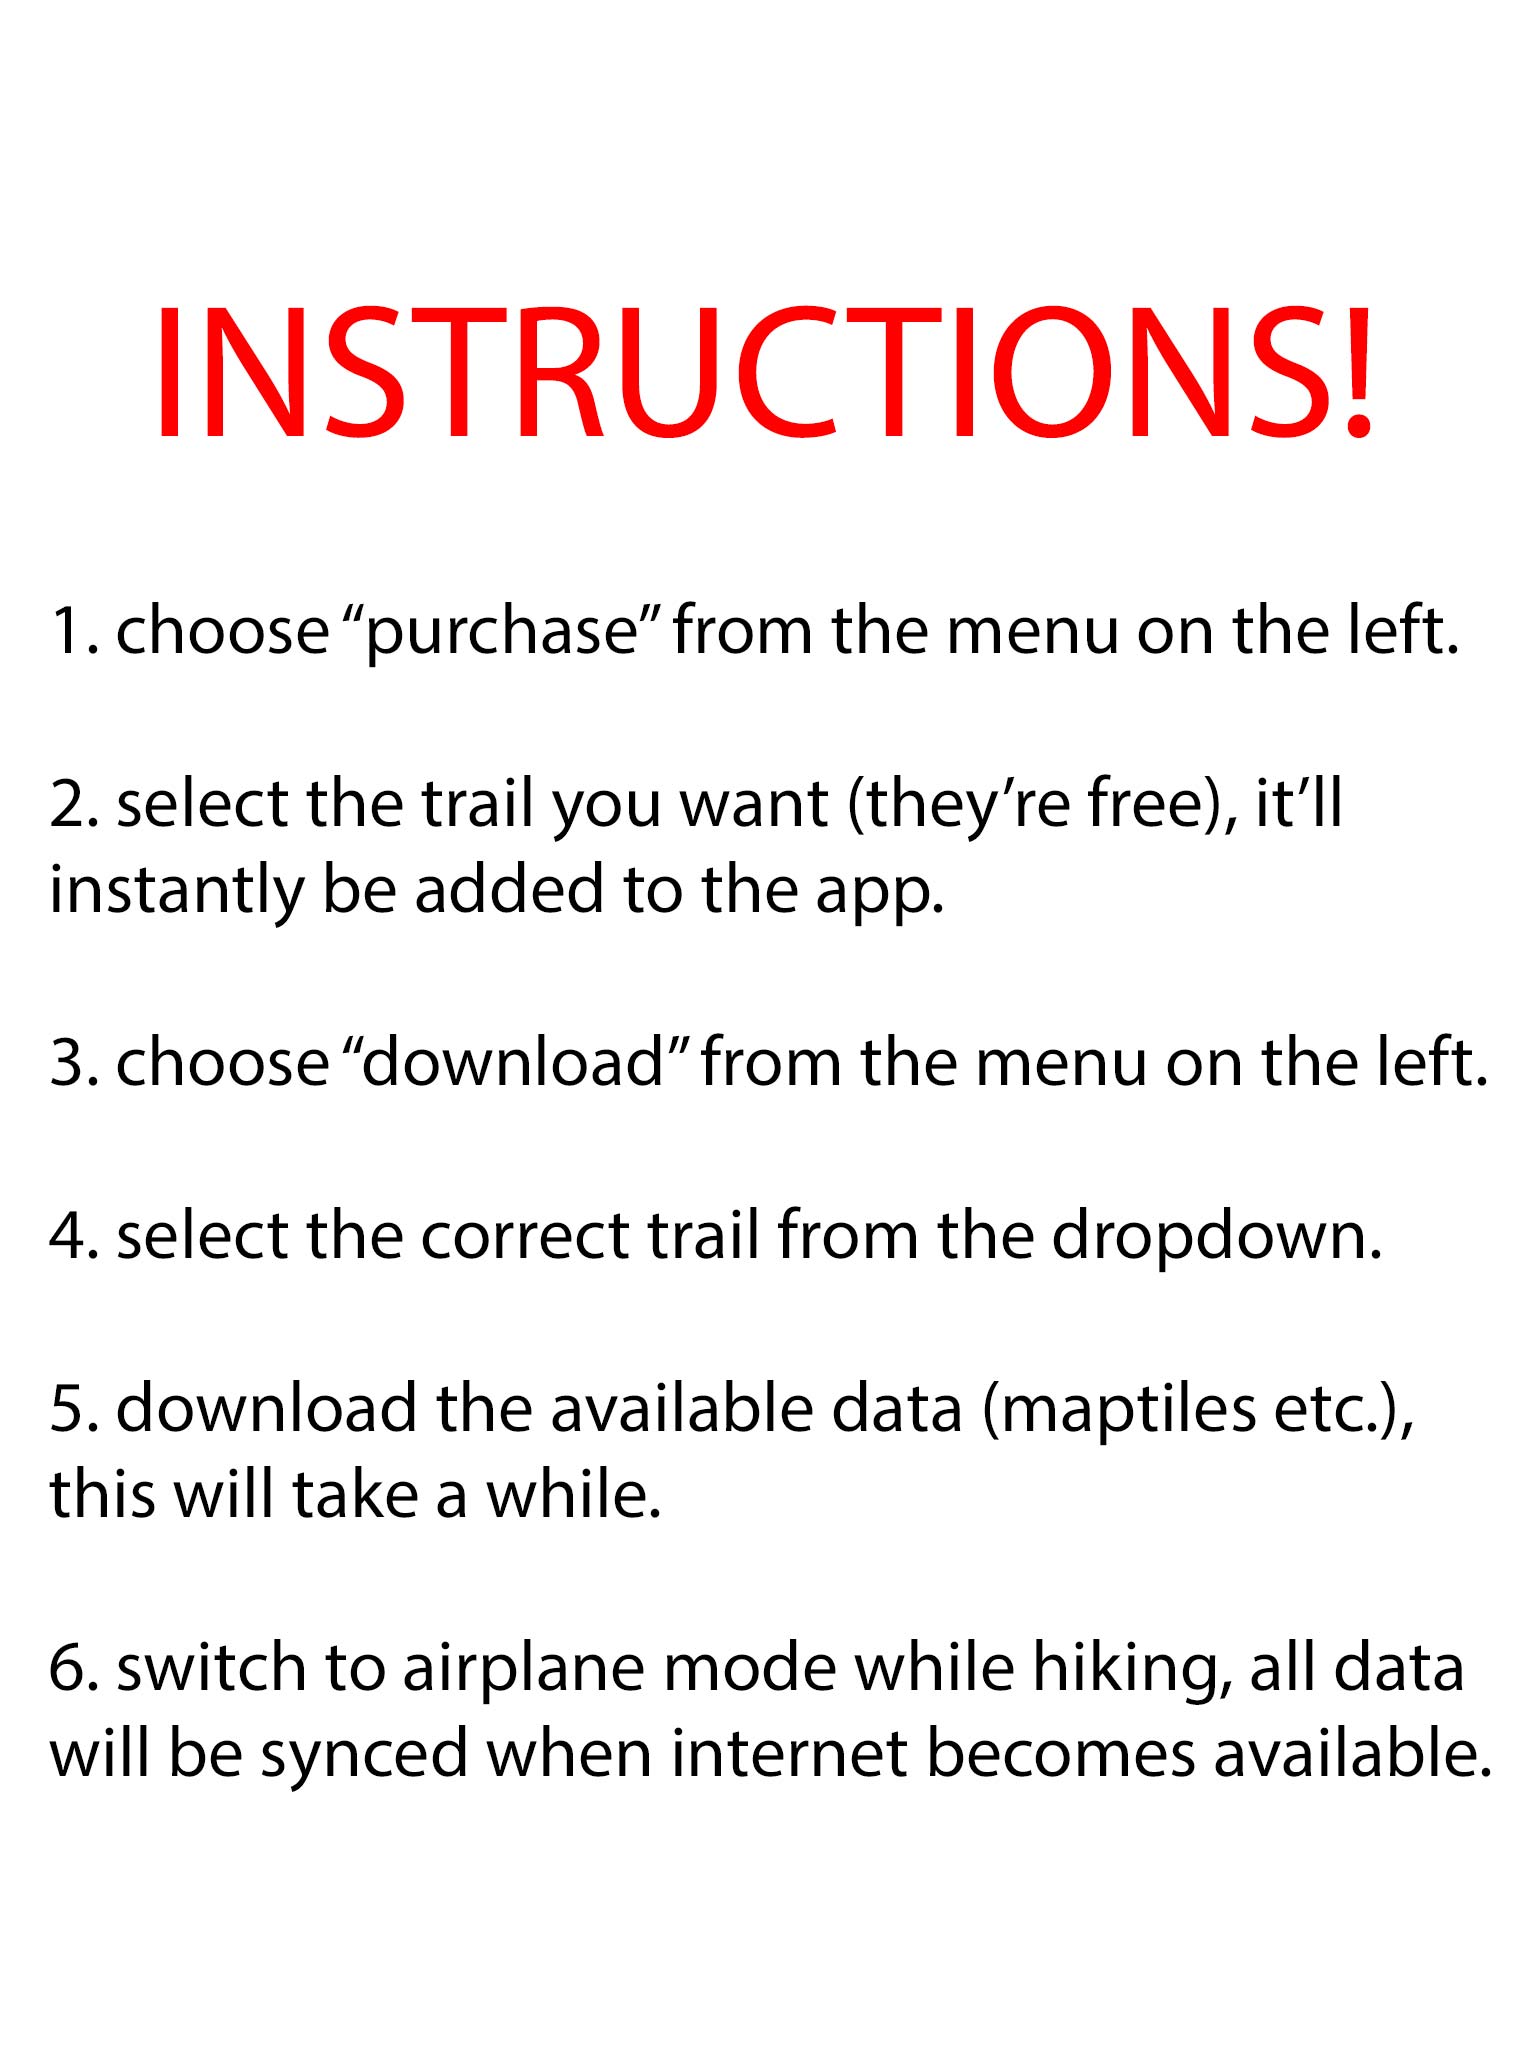 INSTRUCTIONS!
1. choose “purchase” from the menu on the left.
2. select the trail you want (they’re free), it’ll
instantly be added to the app.
3. choose “download” from the menu on the left.
4. select the correct trail from the dropdown.
5. download the available data (maptiles etc.),
this will take a while.
6. switch to airplane mode while hiking, all data
will be synced when internet becomes available.